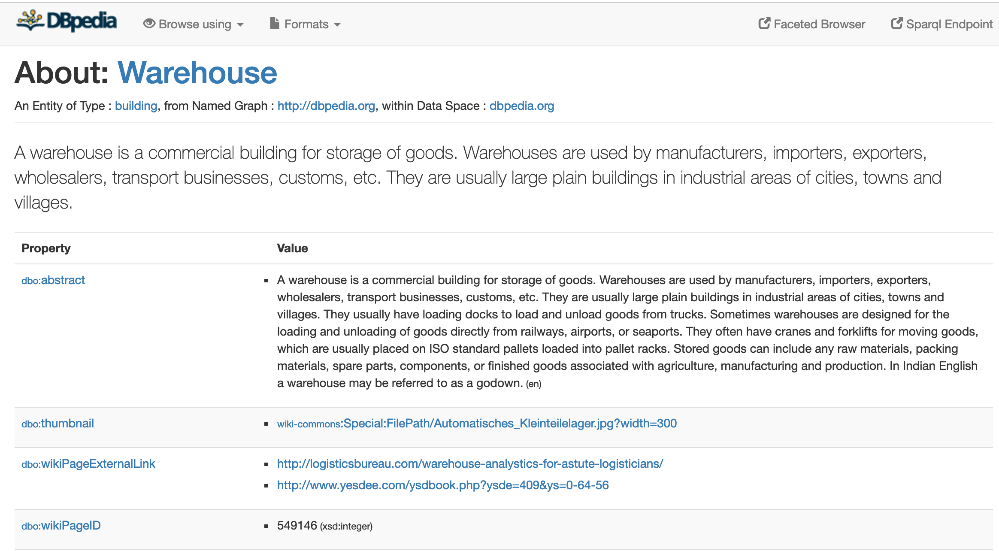 DBpedia Browse using Formats Faceted Browser Sparql Endpoint
About: Warehouse
An Entity of Type : building, from Named Graph : http://dbpedia.org, within Data Space : dbpedia.org
A warehouse is a commercial building for storage of goods. Warehouses are used by manufacturers, importers, exporters,
wholesalers, transport businesses, customs, etc. They are usually large plain buildings in industrial areas of cities, towns and
villages.
Property Value
dbo:abstract A warehouse is a commercial building for storage of goods. Warehouses are used by manufacturers, importers, exporters,
wholesalers, transport businesses, customs, etc. They are usually large plain buildings in industrial areas of cities, towns and
villages. They usually have loading docks to load and unload goods from trucks. Sometimes warehouses are designed for the
loading and unloading of goods directly from railways, airports, or seaports. They often have cranes and forklifts for moving goods,
which are usually placed on ISO standard pallets loaded into pallet racks. Stored goods can include any raw materials, packing
materials, spare parts, components, or finished goods associated with agriculture, manufacturing and production. In Indian English
a warehouse may be referred to as a godown. (en)
dbo:thumbnail wiki-commons:Special:FilePath/Automatisches_Kleinteilelager.jpg?width=300
dbo:wikiPageExternalLink http://logisticsbureau.com/warehouse-analystics-for-astute-logisticians/
http://www.yesdee.com/ysdbook.php?ysde=409&ys=0-64-56
dbo:wikiPageID 549146 (xsd:integer)